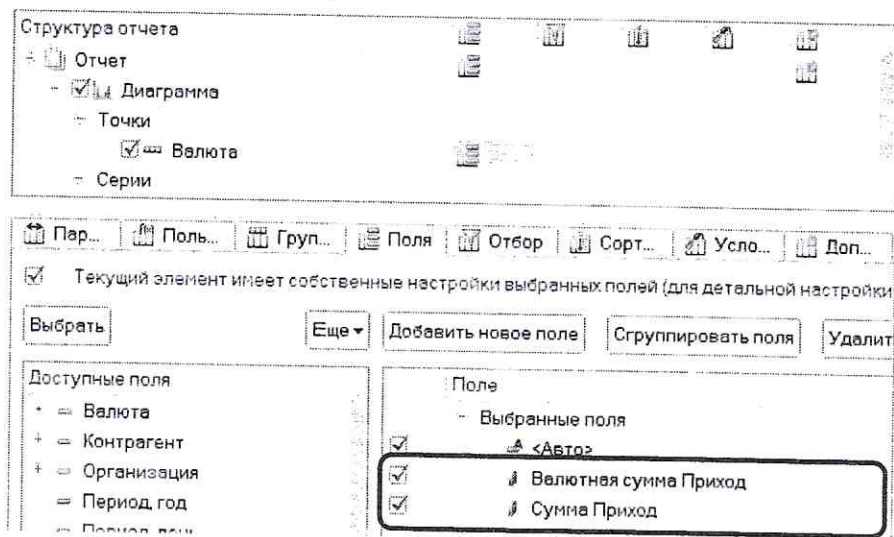 Структура отчета
Отчет
Диаграмма
Точки
Валюта
Серии
Пар... Поль... Груп... Поля Отбор Сорт... Усло... Доп...
Текущий элемент имеет собственные настройки выбранных полей (для детальной настройки
Выбрать Еще Добавить новое поле Сгруппировать поля Удалит
Доступные поля Поле
Валюта Выбранные поля
Контрагент <Авто>
Организация Валютная сумма Приход
Период, год Сумма Приход